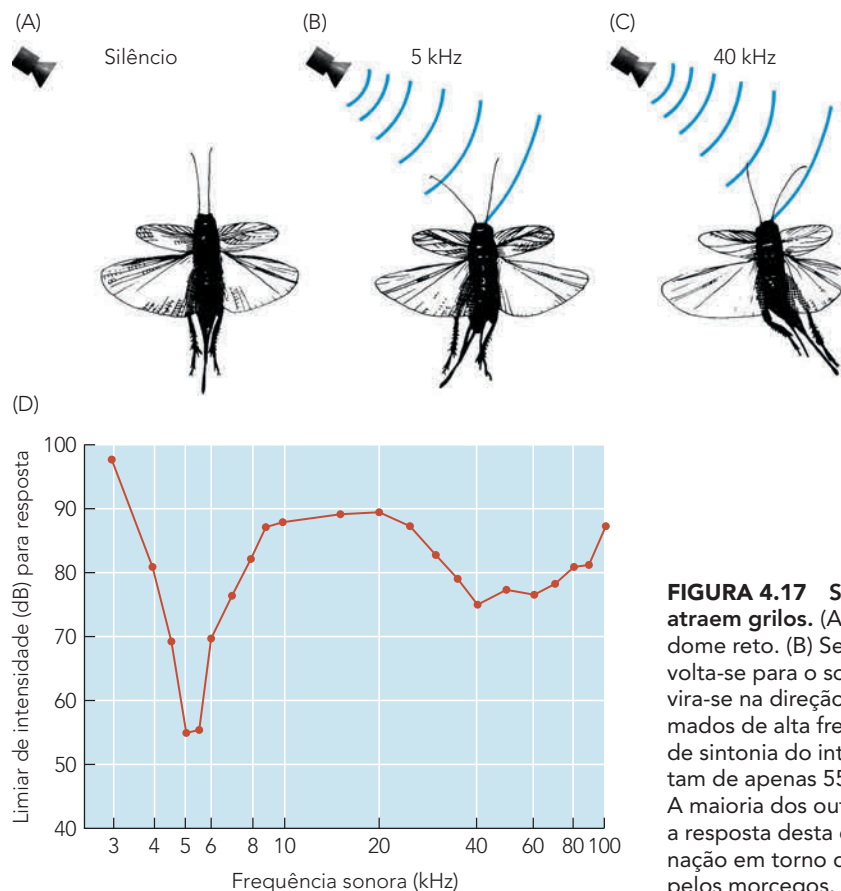 (A)
(B)
(C)
Silêncio
5 kHz
40 kHz
(D)
Limiar de intensidade (dB) para resposta
100
90
80
70
60
50
40
3 4 5 6 8 10 20 40 60 80 100
Frequência sonora (kHz)
FIGURA 4.17 S
atraem grilos. (A
dome reto. (B) Se
volta-se para o so
vira-se na direção
mados de alta fre
de sintonia do int
tam de apenas 55
A maioria dos out
a resposta desta e
nação em torno d
pelos morcegos.